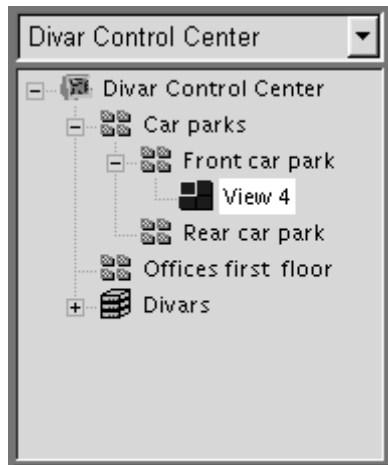 Divar Control Center
Divar Control Center
Car parks
Front car park
View 4
Rear car park
Offices first floor
Divars